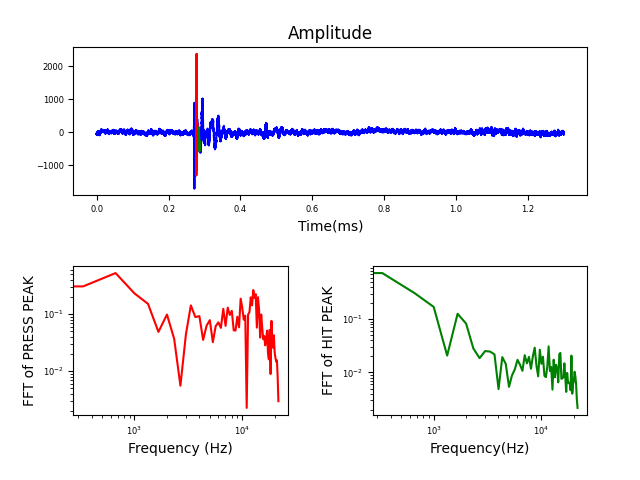 Amplitude
2000
1000
0
−1000
0.0 0.2 0.4 0.6 0.8 1.0 1.2
Time(ms)
FFT of PRESS PEAK
10⁻¹
10⁻²
10³ 10⁴
Frequency (Hz)
FFT of HIT PEAK
10⁻¹
10⁻²
10³ 10⁴
Frequency(Hz)